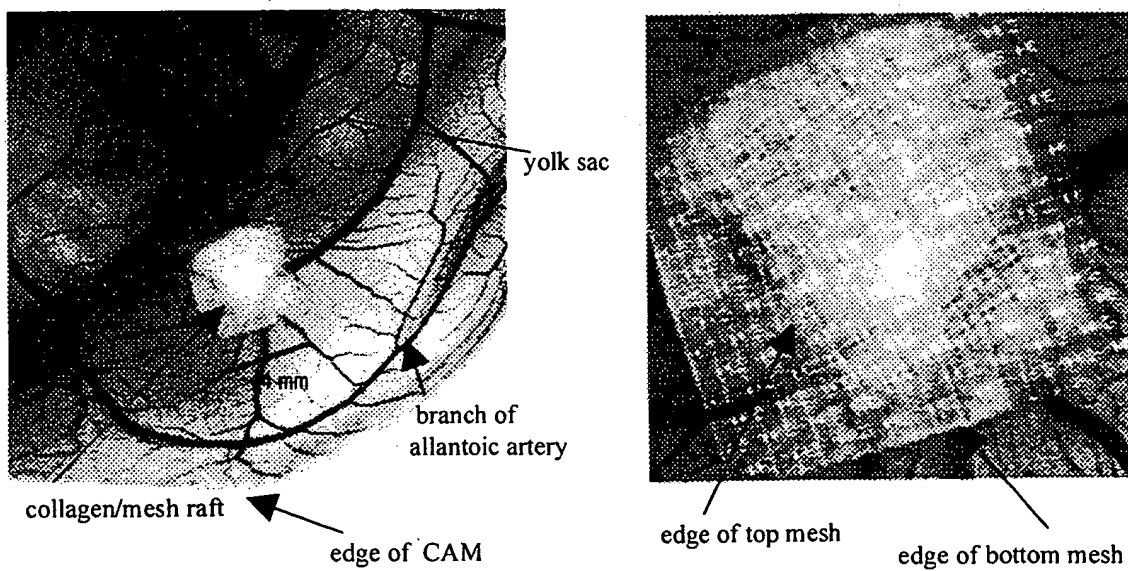 yolk sac
4 mm
branch of
allantoic artery
collagen/mesh raft
edge of CAM
edge of top mesh
edge of bottom mesh